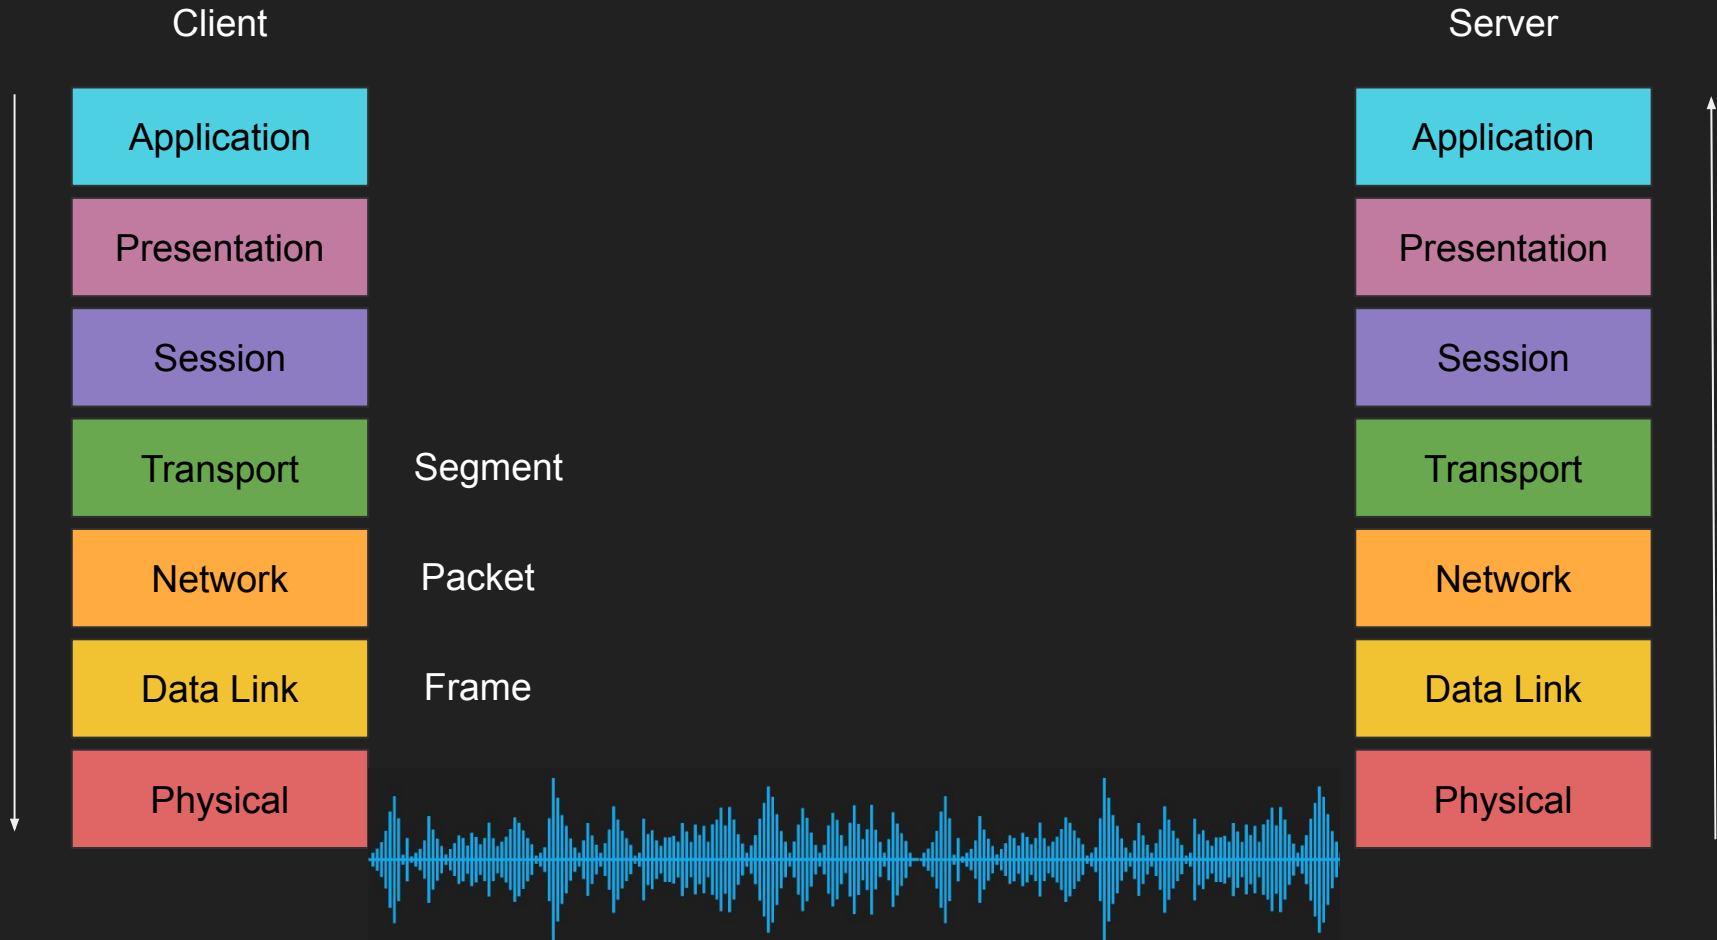 Client
Server
Application
Application
Presentation
Presentation
Session
Session
Transport
Segment
Transport
Network
Packet
Network
Data Link
Frame
Data Link
Physical
Physical